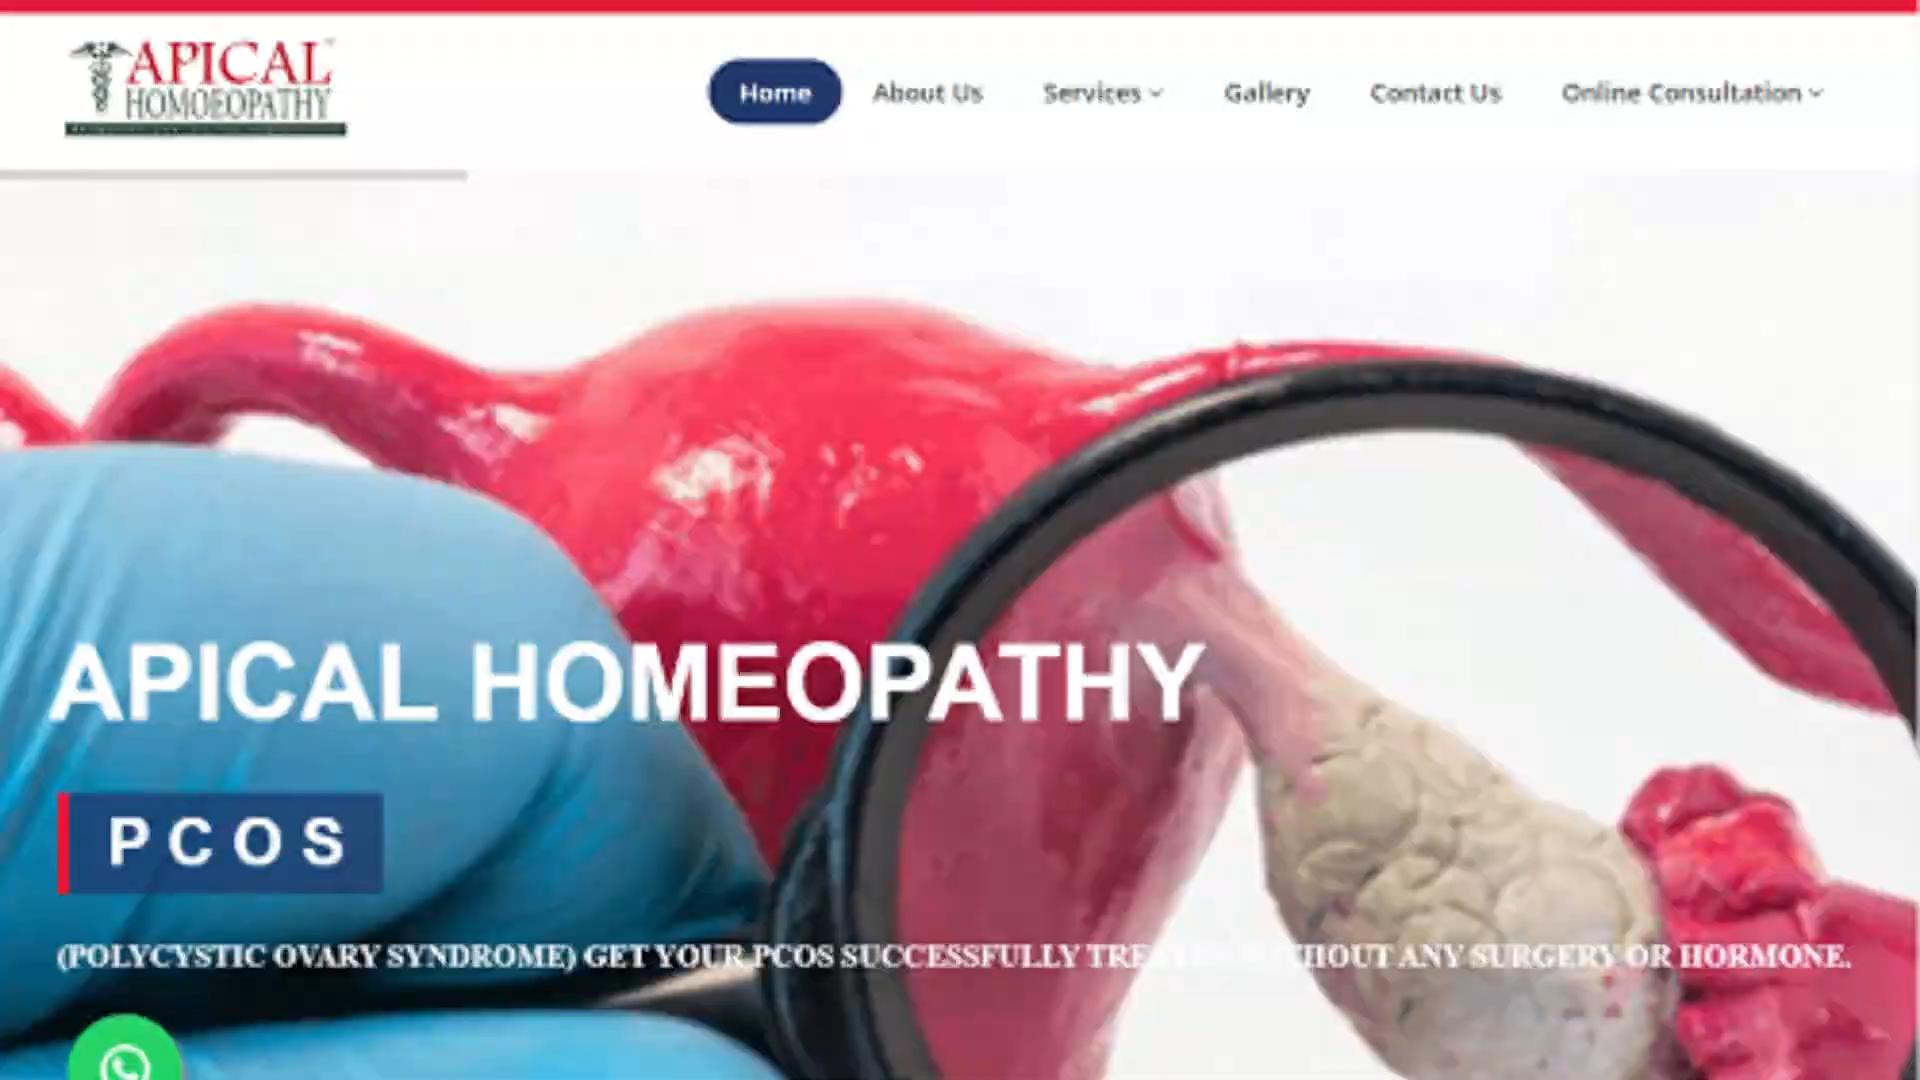 APICAL
HOMOEOPATHY
Home About Us Services Gallery Contact Us Online Consultation
APICAL HOMEOPATHY
PCOS
(POLYCYSTIC OVARY SYNDROME) GET YOUR PCOS SUCCESSFULLY ANY SURGERY OR HORMONE.